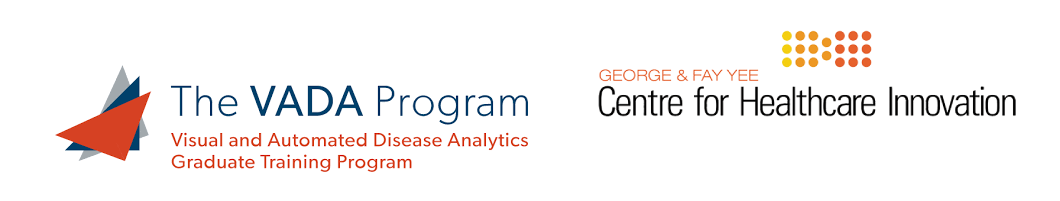 The VADA Program
Visual and Automated Disease Analytics
Graduate Training Program
GEORGE & FAY YEE
Centre for Healthcare Innovation